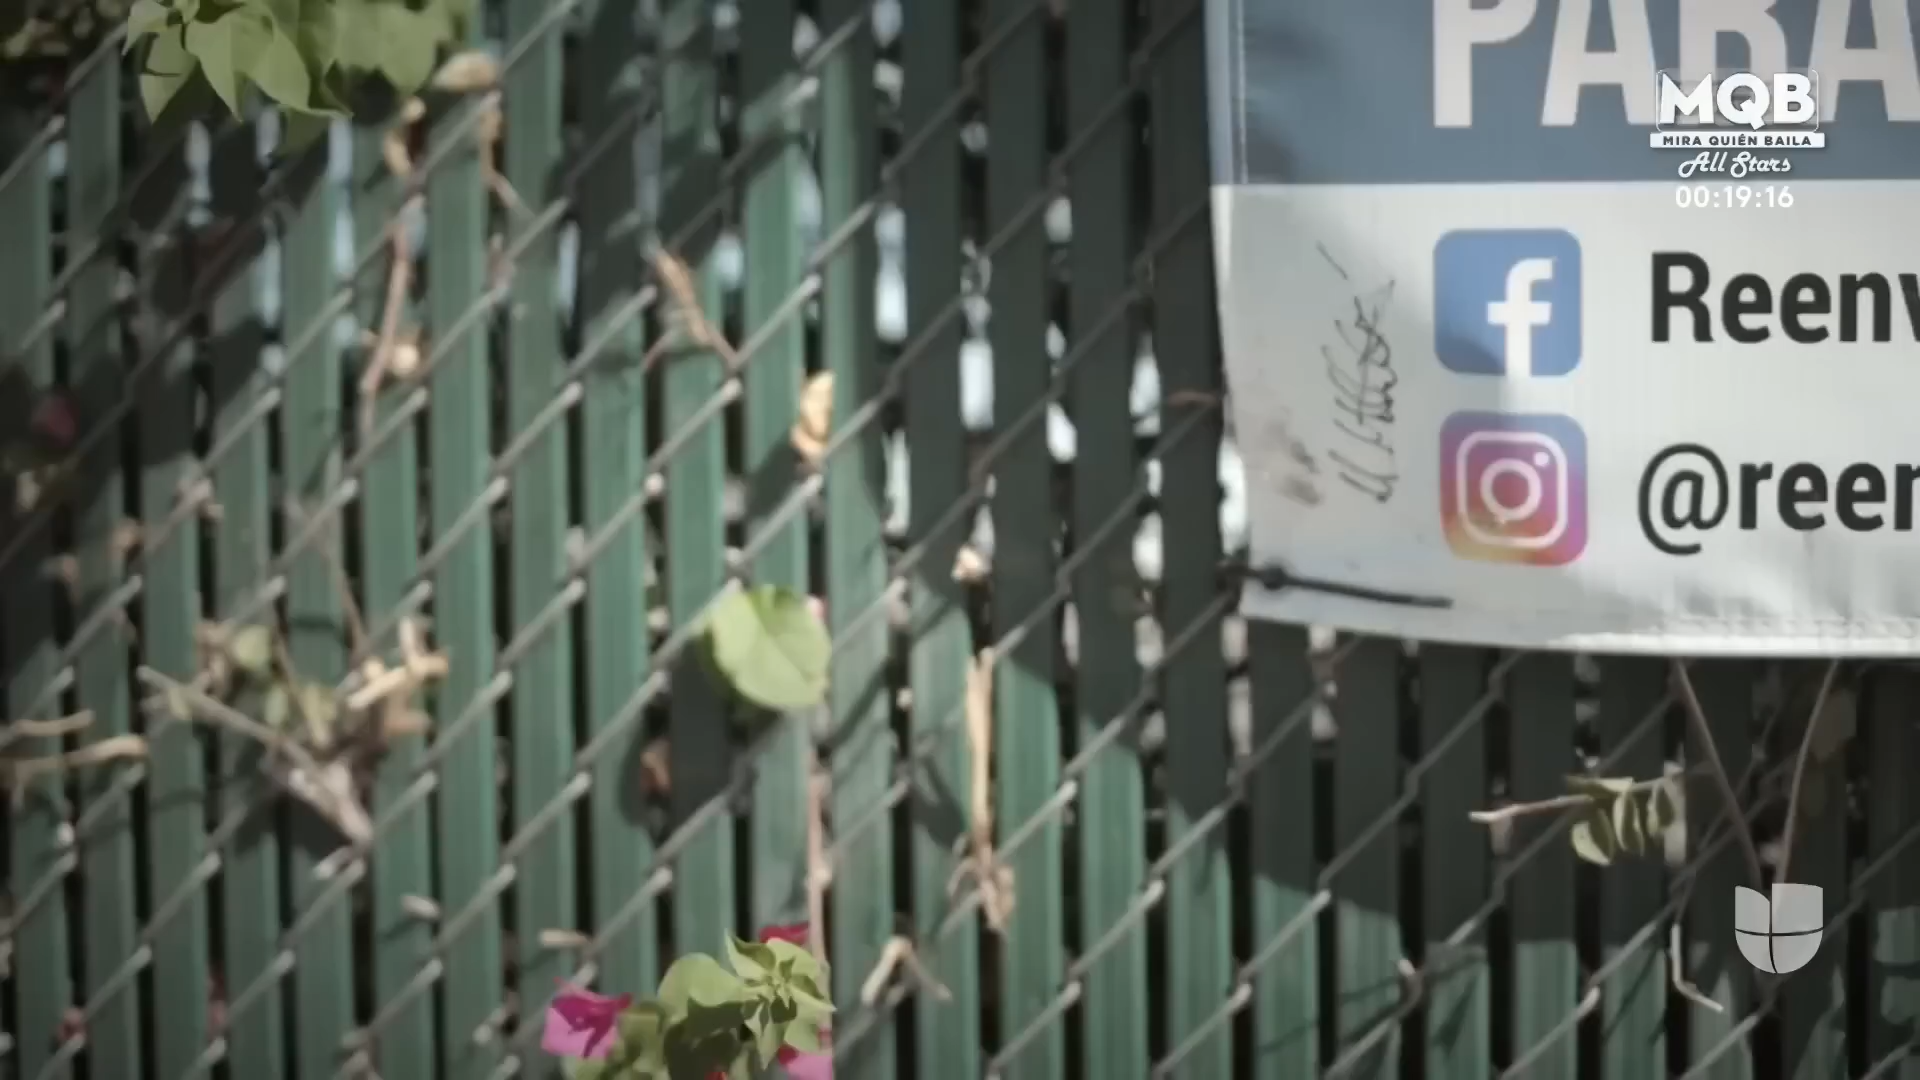 PARA
MQB
MIRA QUIÉN BAILA
All Stars
00:19:16
f
Reenv
@reen